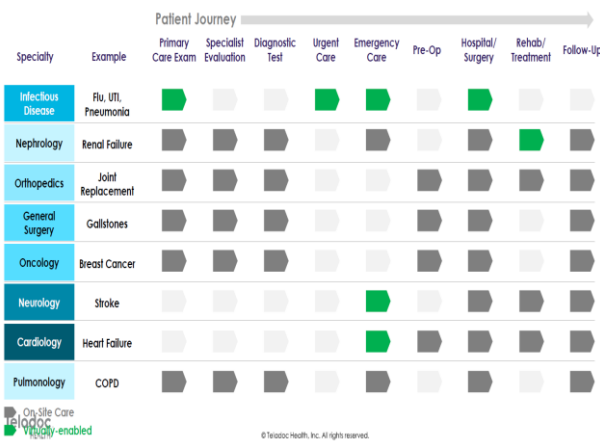 Patient Journey
Specialty
Example
Primary
Care Exam
Specialist
Evaluation
Diagnostic
Test
Urgent
Care
Emergency
Care
Pre-Op
Hospital/
Surgery
Rehab/
Treatment
Follow-Up
Infectious
Disease
Flu, UTI,
Pneumonia
Nephrology
Renal Failure
Orthopedics
Joint
Replacement
General
Surgery
Gallstones
Oncology
Breast Cancer
Neurology
Stroke
Cardiology
Heart Failure
Pulmonology
COPD
On-Site Care
Teladoc
HEALTH
Virtually-enabled
© Teladoc Health, Inc. All rights reserved.